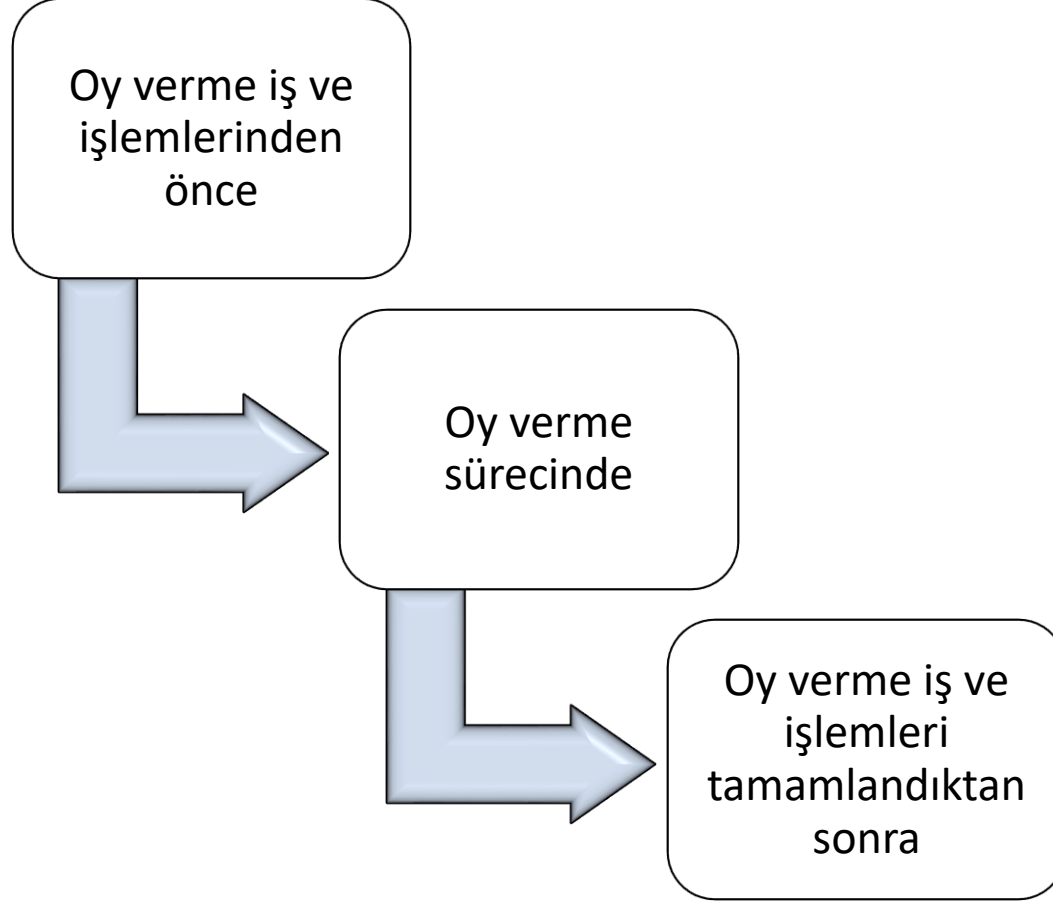 Oy verme iş ve
işlemlerinden
önce
Oy verme
sürecinde
Oy verme iş ve
işlemleri
tamamlandıktan
sonra